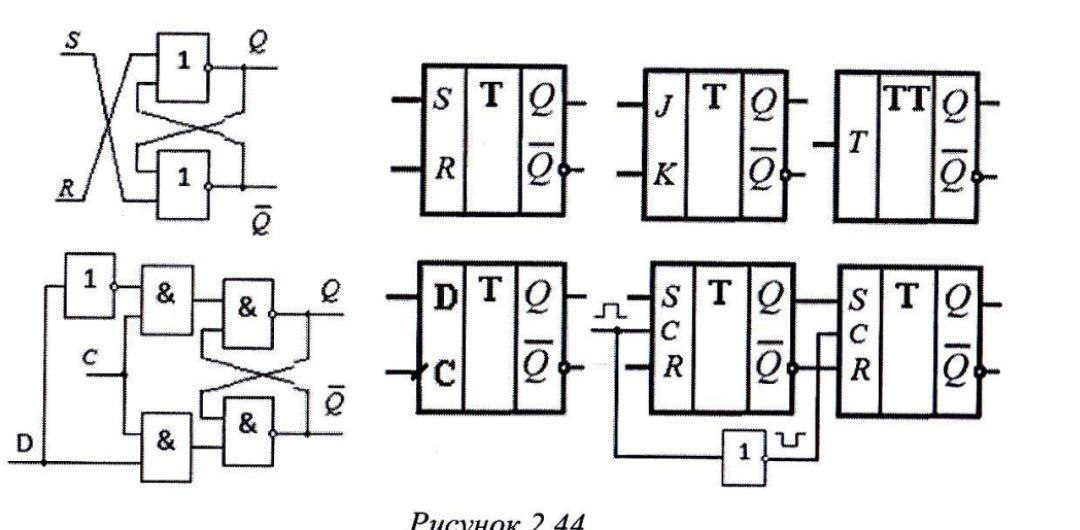 S
1
Q
R
1
Q̅
S T Q
R Q̅
J T Q
K Q̅
TT Q
T Q̅
1
&
&
Q
C
D
&
&
Q̅
D T Q
C Q̅
S T Q
C
R Q̅
S T Q
C
R Q̅
1
Рисунок 2.44